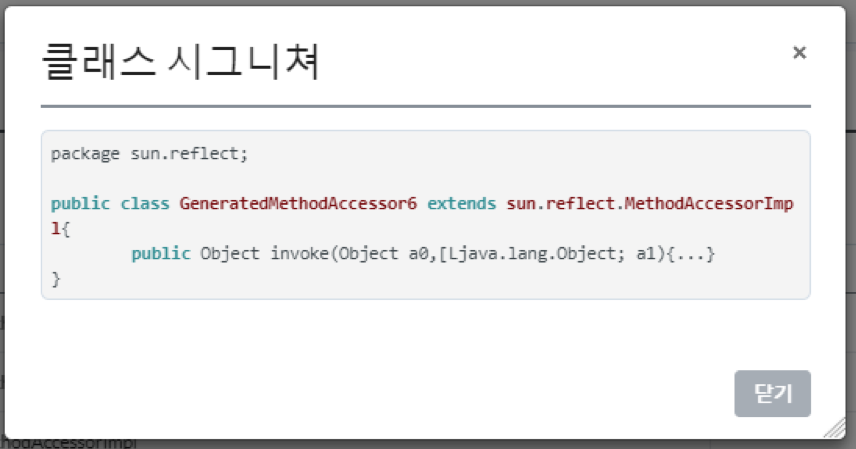 클래스 시그니쳐
×
package sun.reflect;
public class GeneratedMethodAccessor6 extends sun.reflect.MethodAccessorImp
l{
public Object invoke(Object a0,[Ljava.lang.Object; a1){...}
}
닫기
hodAccessorImpl